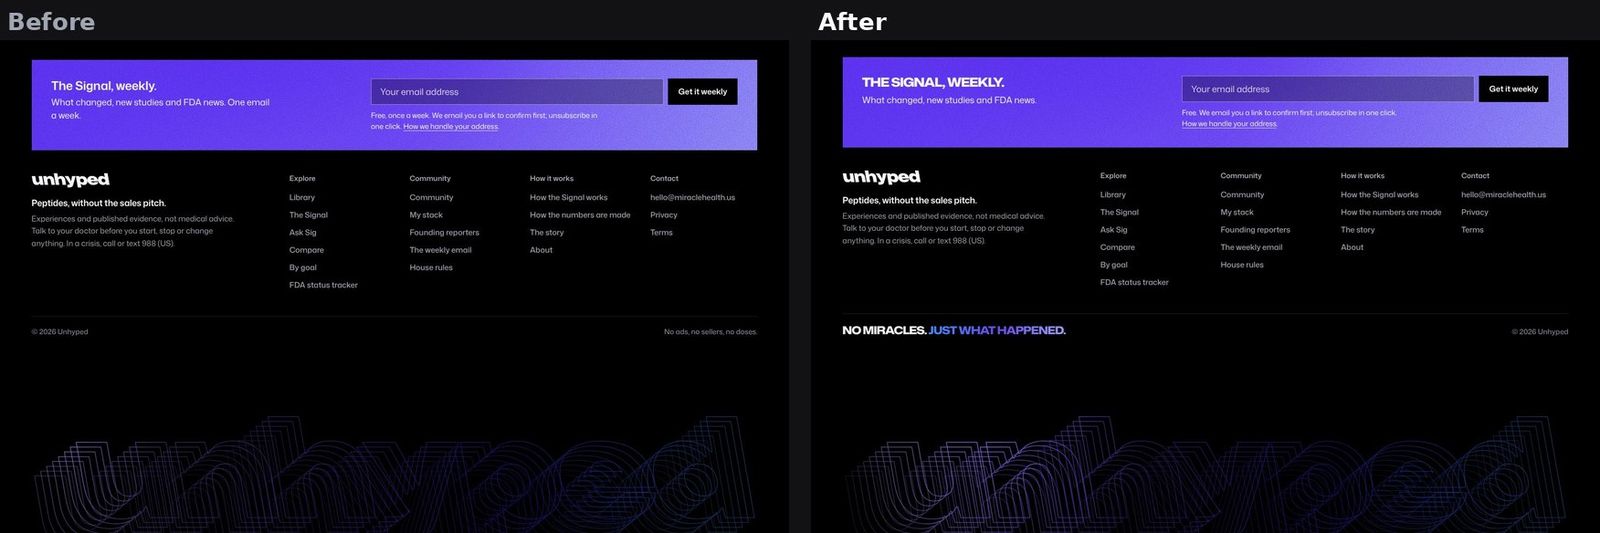 Before
The Signal, weekly.
What changed, new studies and FDA news. One email
a week.
Your email address
Get it weekly
Free, once a week. We email you a link to confirm first; unsubscribe in
one click. How we handle your address.
unhyped
Peptides, without the sales pitch.
Experiences and published evidence, not medical advice.
Talk to your doctor before you start, stop or change
anything. In a crisis, call or text 988 (US).
Explore
Library
The Signal
Ask Sig
Compare
By goal
FDA status tracker
Community
Community
My stack
Founding reporters
The weekly email
House rules
How it works
How the Signal works
How the numbers are made
The story
About
Contact
hello@miraclehealth.us
Privacy
Terms
© 2026 Unhyped
No ads, no sellers, no doses.
unhyped
After
THE SIGNAL, WEEKLY.
What changed, new studies and FDA news.
Your email address
Get it weekly
Free. We email you a link to confirm first; unsubscribe in one click.
How we handle your address.
unhyped
Peptides, without the sales pitch.
Experiences and published evidence, not medical advice.
Talk to your doctor before you start, stop or change
anything. In a crisis, call or text 988 (US).
Explore
Library
The Signal
Ask Sig
Compare
By goal
FDA status tracker
Community
Community
My stack
Founding reporters
The weekly email
House rules
How it works
How the Signal works
How the numbers are made
The story
About
Contact
hello@miraclehealth.us
Privacy
Terms
NO MIRACLES. JUST WHAT HAPPENED.
© 2026 Unhyped
unhyped